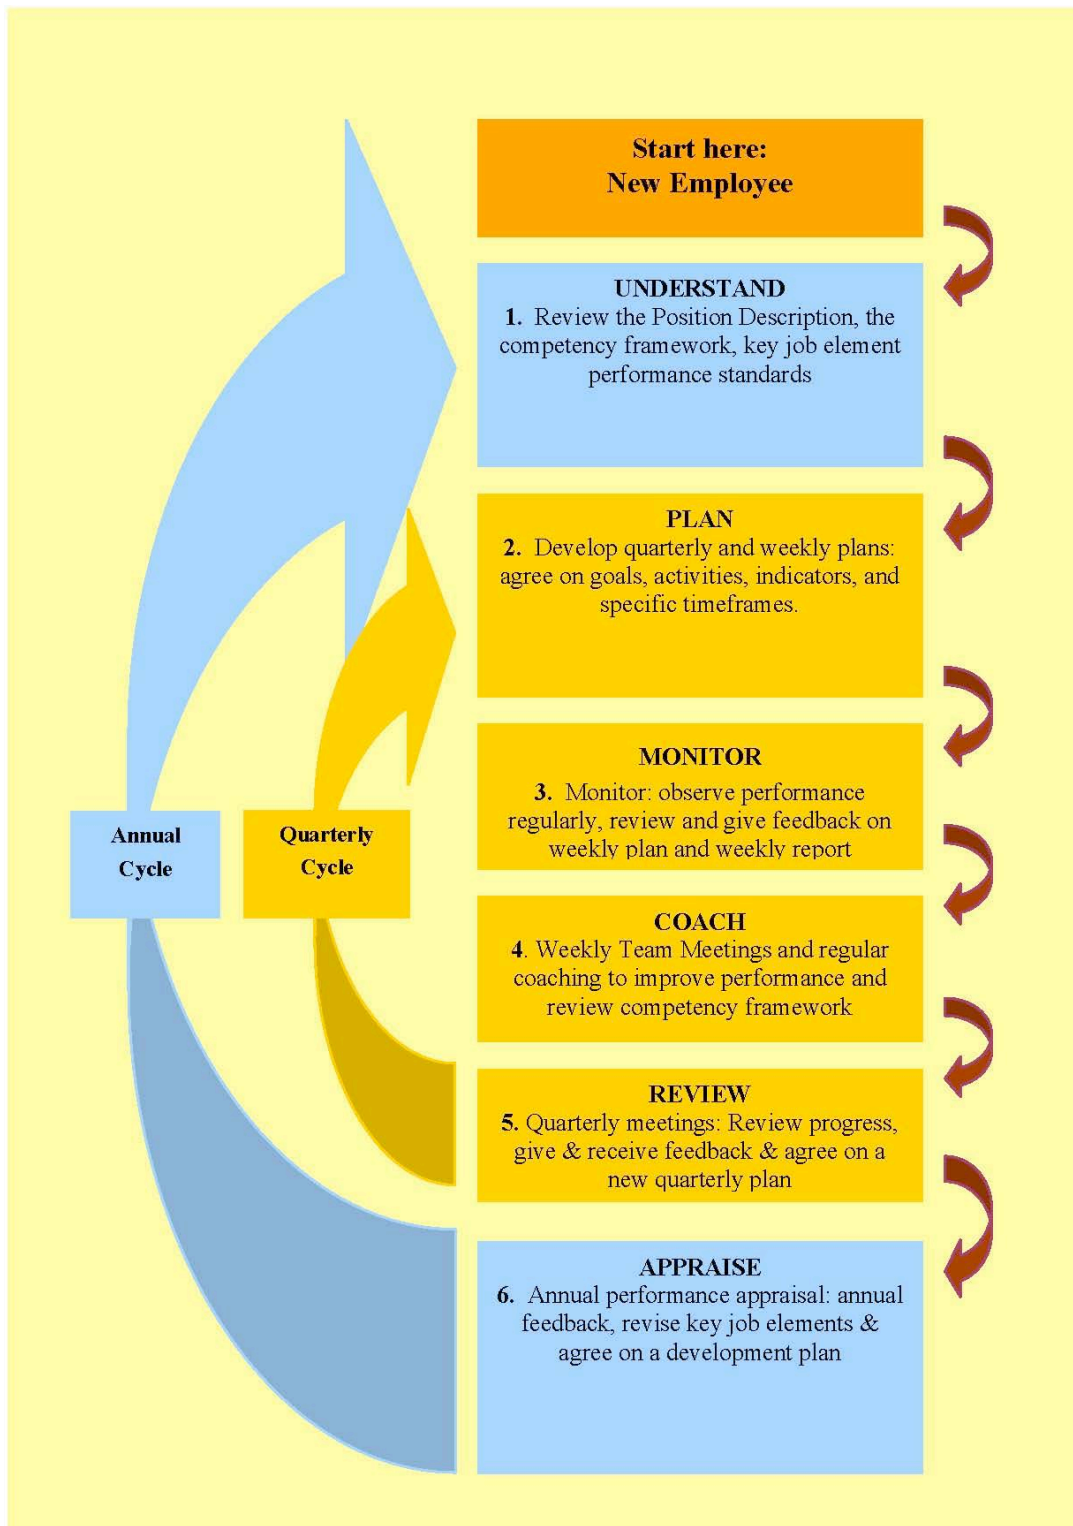 Start here:
New Employee
UNDERSTAND
1. Review the Position Description, the
competency framework, key job element
performance standards
PLAN
2. Develop quarterly and weekly plans:
agree on goals, activities, indicators, and
specific timeframes.
MONITOR
3. Monitor: observe performance
regularly, review and give feedback on
weekly plan and weekly report
Annual
Cycle
Quarterly
Cycle
COACH
4. Weekly Team Meetings and regular
coaching to improve performance and
review competency framework
REVIEW
5. Quarterly meetings: Review progress,
give & receive feedback & agree on a
new quarterly plan
APPRAISE
6. Annual performance appraisal: annual
feedback, revise key job elements &
agree on a development plan